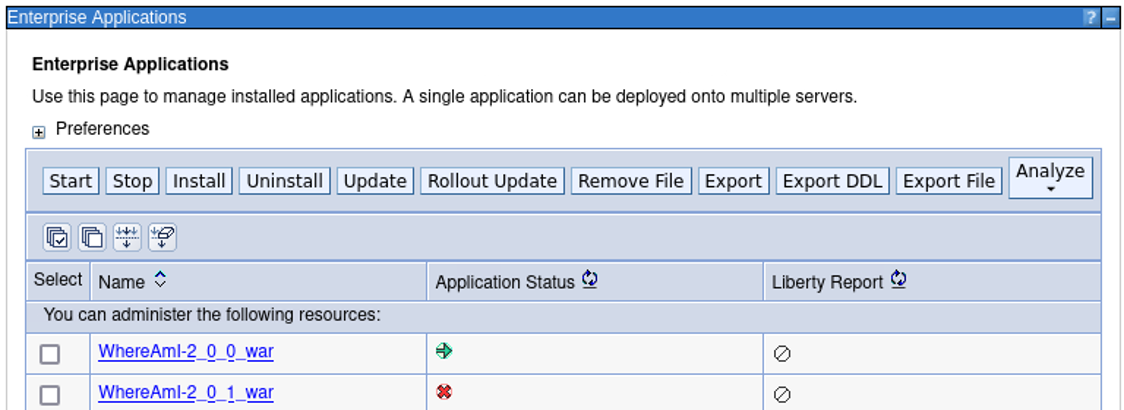 Enterprise Applications ? –
Enterprise Applications
Use this page to manage installed applications. A single application can be deployed onto multiple servers.
+ Preferences
Start Stop Install Uninstall Update Rollout Update Remove File Export Export DDL Export File Analyze
Select Name Application Status Liberty Report
You can administer the following resources:
WhereAmI-2_0_0_war
WhereAmI-2_0_1_war